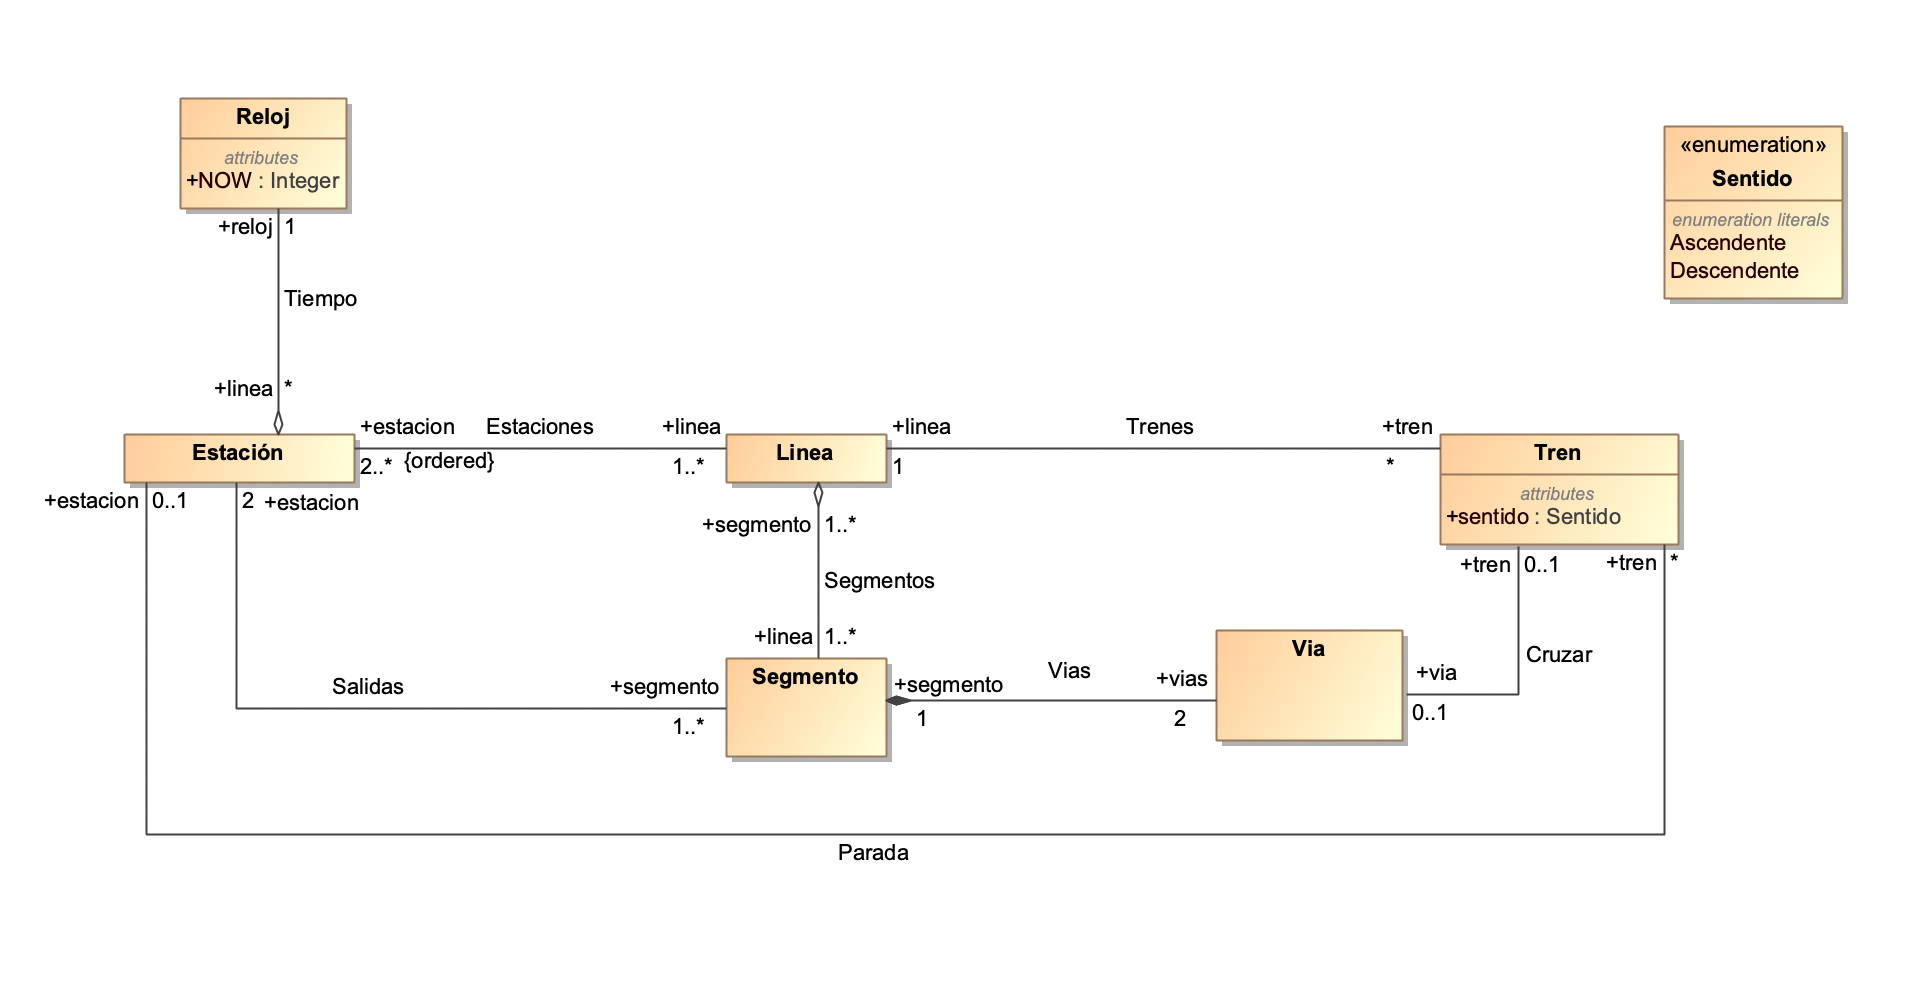 Reloj
attributes
+NOW : Integer
+reloj 1
Tiempo
+linea *
«enumeration»
Sentido
enumeration literals
Ascendente
Descendente
Estación
+estacion Estaciones +linea
2..* {ordered} 1..*
Linea
+linea Trenes +tren
1 *
Tren
attributes
+sentido : Sentido
+estacion 0..1
2 +estacion
+segmento 1..*
Segmentos
+linea 1..*
+tren 0..1
+tren *
Cruzar
Salidas +segmento
1..*
Segmento
+segmento Vias +vias
1 2
Via
+via
0..1
Parada